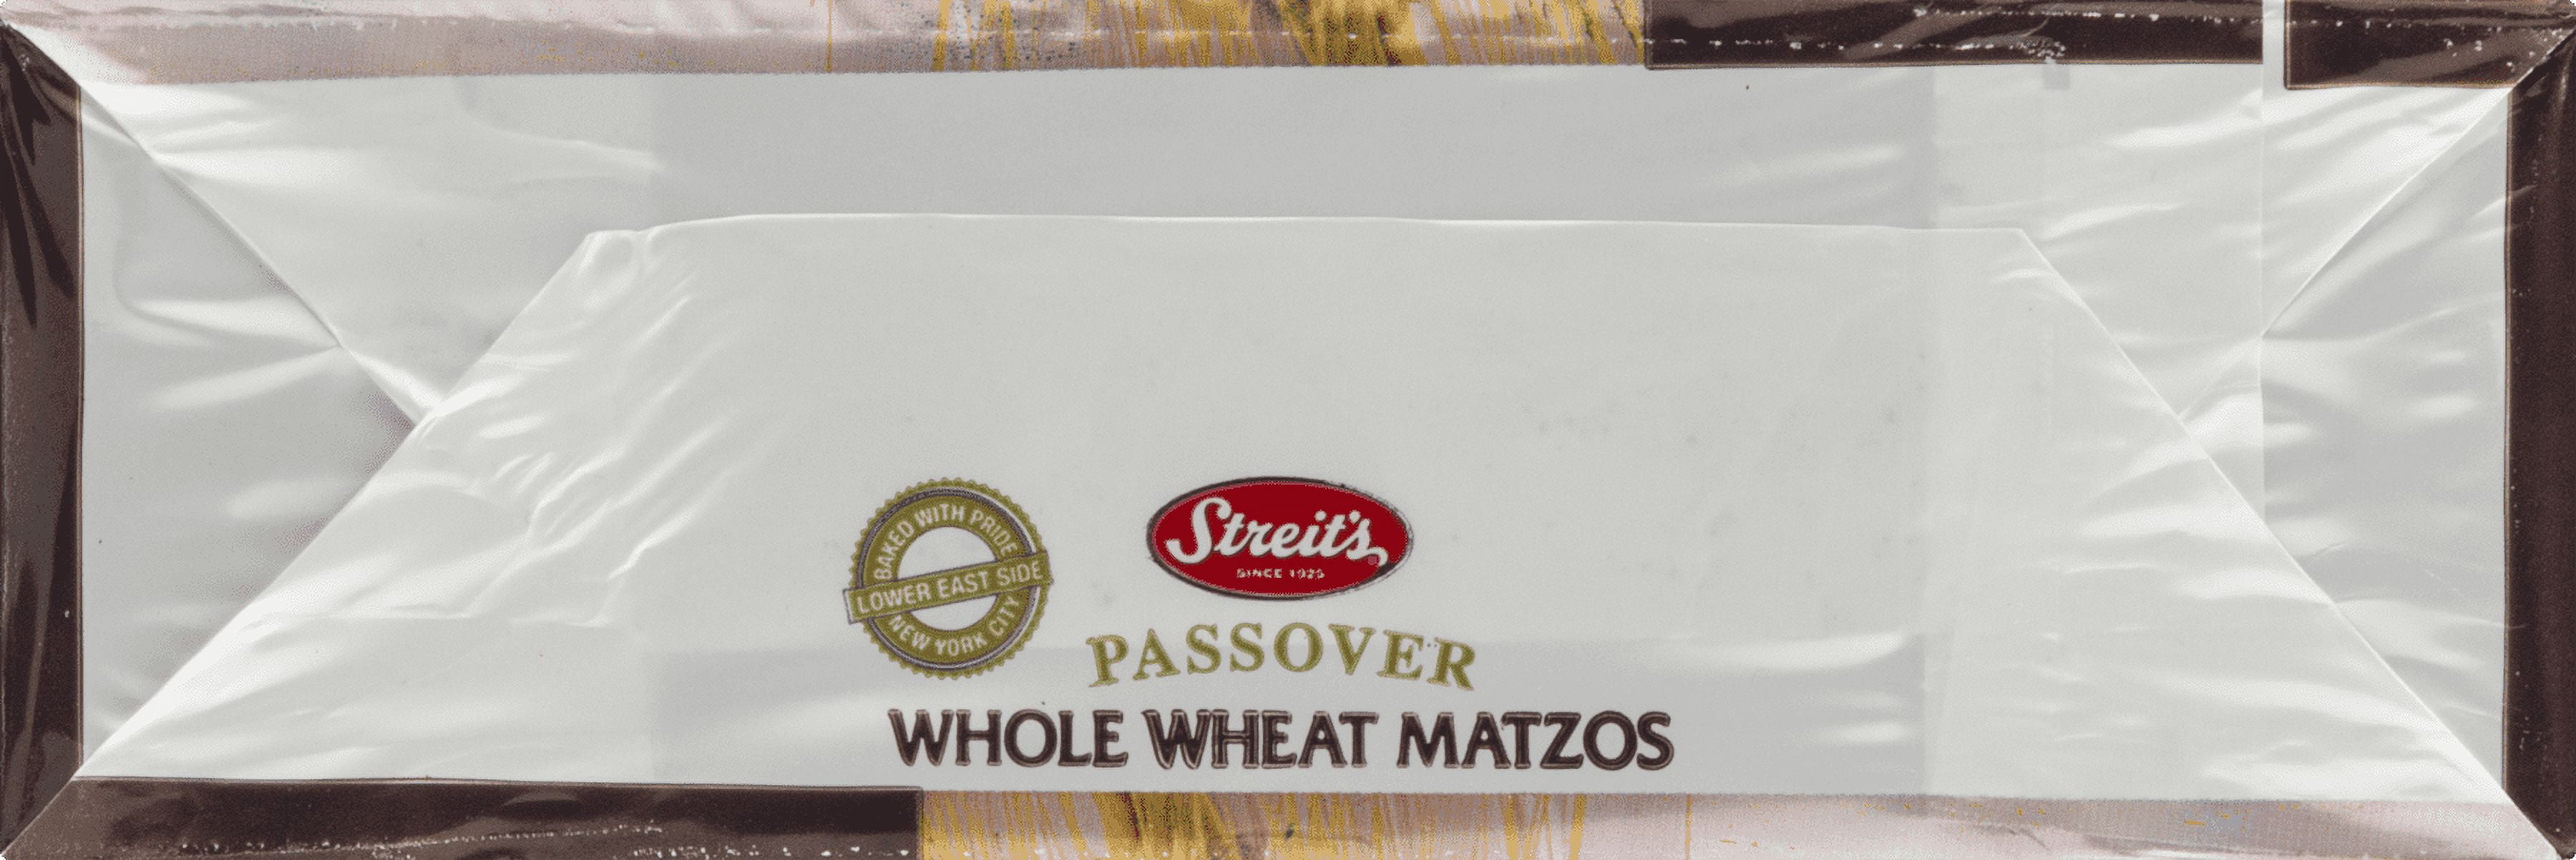 BAKED WITH PRIDE
LOWER EAST SIDE
NEW YORK CITY
Streit's
SINCE 1925
PASSOVER
WHOLE WHEAT MATZOS